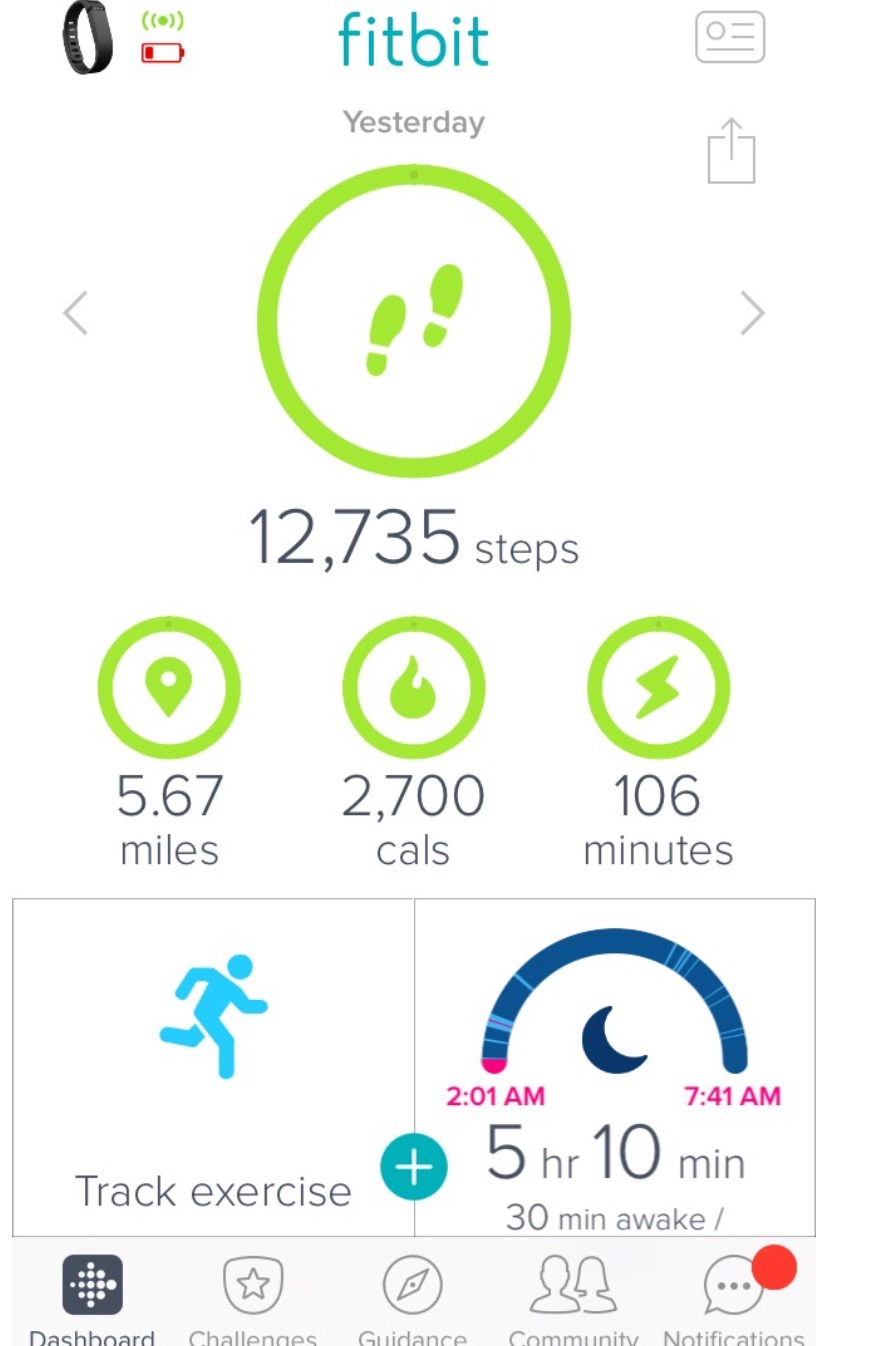 fitbit
Yesterday
12,735 steps
5.67 2,700 106
miles cals minutes
2:01 AM 7:41 AM
5 hr 10 min
Track exercise
30 min awake /
Dashboard Challenges Guidance Community Notifications